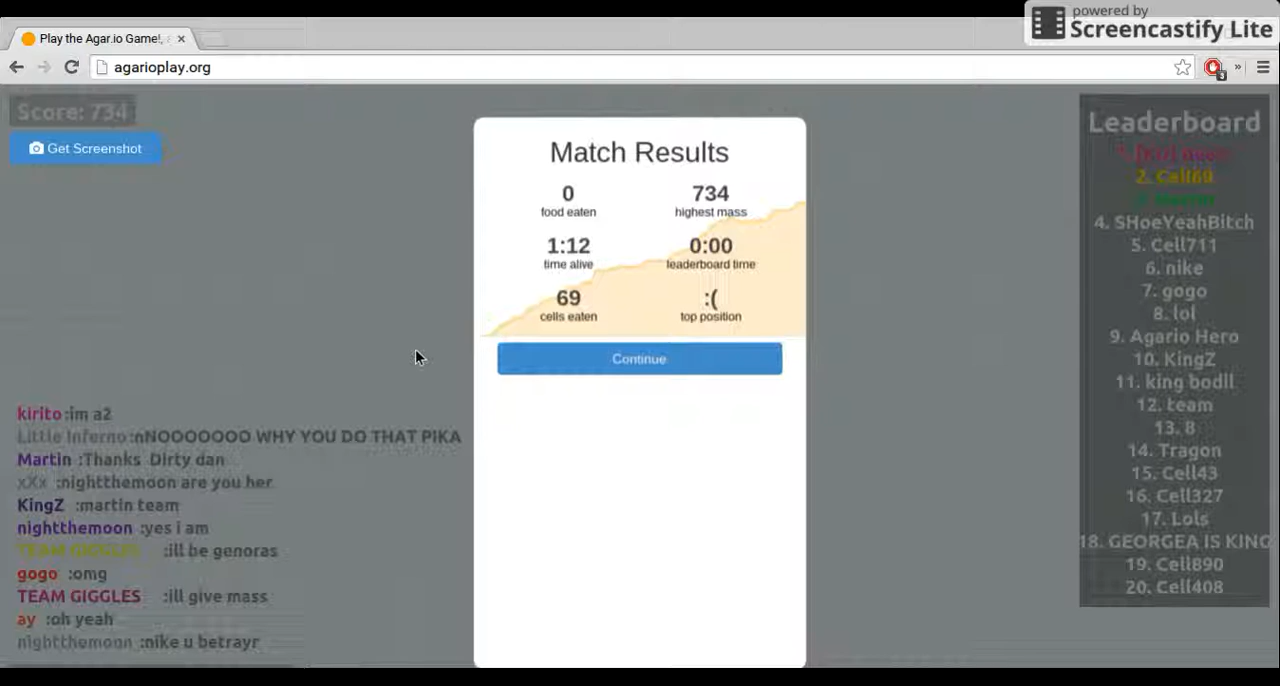 powered by
Screencastify Lite
Play the Agar.io Game!,
agarioplay.org
3
Score: 734
Get Screenshot
Match Results
0
food eaten
734
highest mass
1:12
time alive
0:00
leaderboard time
69
cells eaten
:(
top position
Continue
kirito :im a2
Little Inferno:nNOOOOOOO WHY YOU DO THAT PIKA
Martin :Thanks Dirty dan
xXx :nightthemoon are you her
KingZ :martin team
nightthemoon :yes i am
TEAM GIGGLES :ill be genoras
gogo :omg
TEAM GIGGLES :ill give mass
ay :oh yeah
nightthemoon :nike u betrayr
Leaderboard
2. Cell69
4. SHoeYeahBitch
5. Cell711
6. nike
7. gogo
8. lol
9. Agario Hero
10. KingZ
11. king bodil
12. team
13. 8
14. Tragon
15. Cell43
16. Cell327
17. Lols
18. GEORGEA IS KING
19. Cell890
20. Cell408